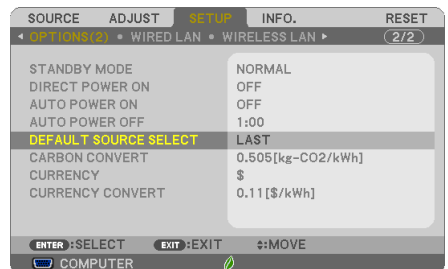 SOURCE ADJUST SETUP INFO. RESET
OPTIONS(2) • WIRED LAN • WIRELESS LAN 2/2
STANDBY MODE NORMAL
DIRECT POWER ON OFF
AUTO POWER ON OFF
AUTO POWER OFF 1:00
DEFAULT SOURCE SELECT LAST
CARBON CONVERT 0.505[kg-CO2/kWh]
CURRENCY $
CURRENCY CONVERT 0.11[$/kWh]
ENTER :SELECT EXIT :EXIT :MOVE
COMPUTER